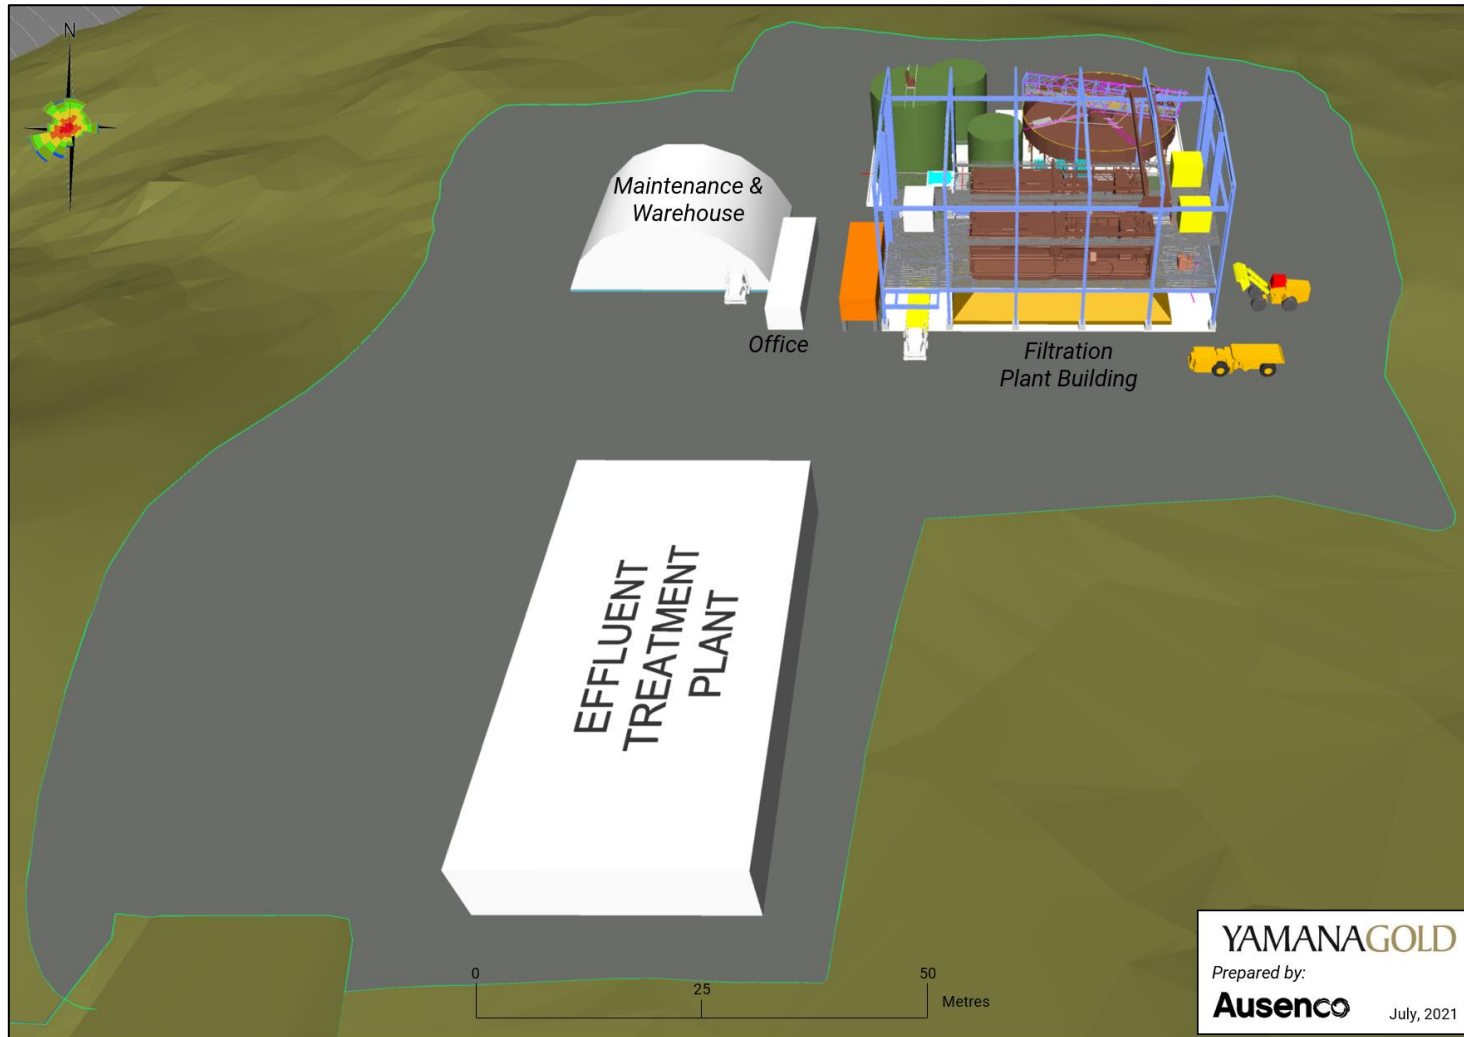 N
Maintenance &
Warehouse
Office
Filtration
Plant Building
EFFLUENT
TREATMENT
PLANT
0
25
50
Metres
YAMANAGOLD
Prepared by:
Ausenco
July, 2021